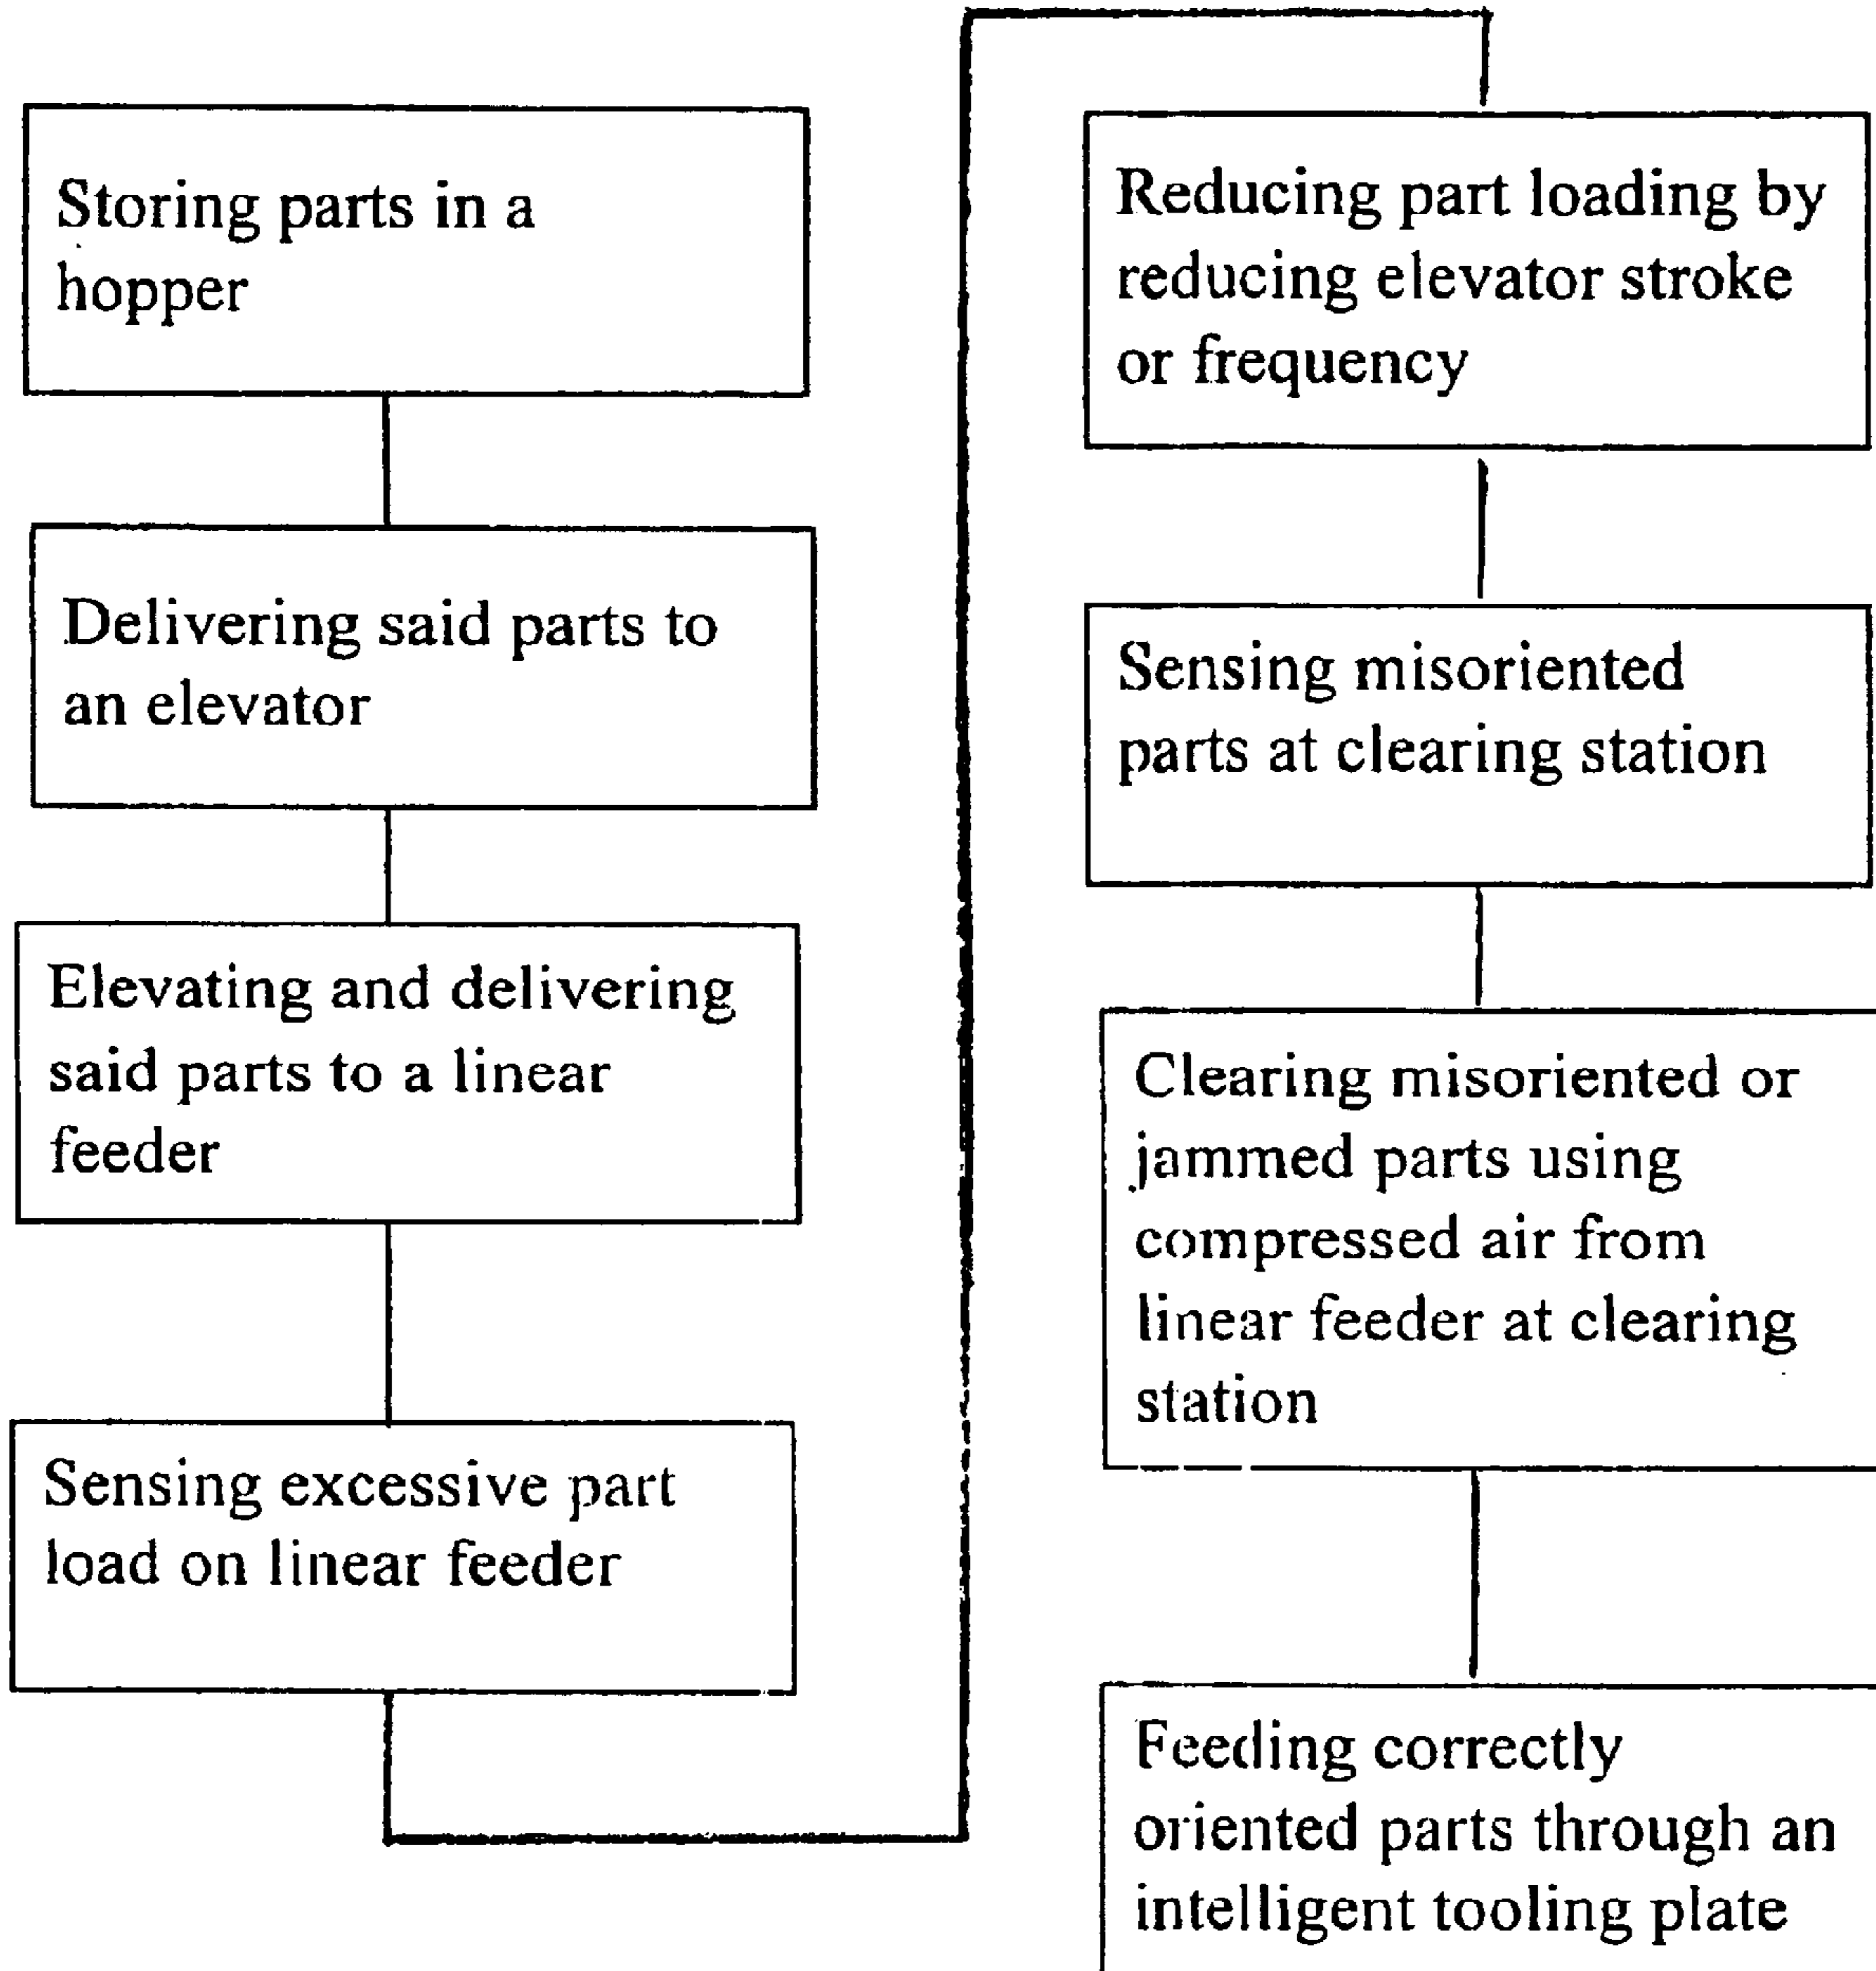 Storing parts in a
hopper
Delivering said parts to
an elevator
Elevating and delivering
said parts to a linear
feeder
Sensing excessive part
load on linear feeder
Reducing part loading by
reducing elevator stroke
or frequency
Sensing misoriented
parts at clearing station
Clearing misoriented or
jammed parts using
compressed air from
linear feeder at clearing
station
Feeding correctly
oriented parts through an
intelligent tooling plate